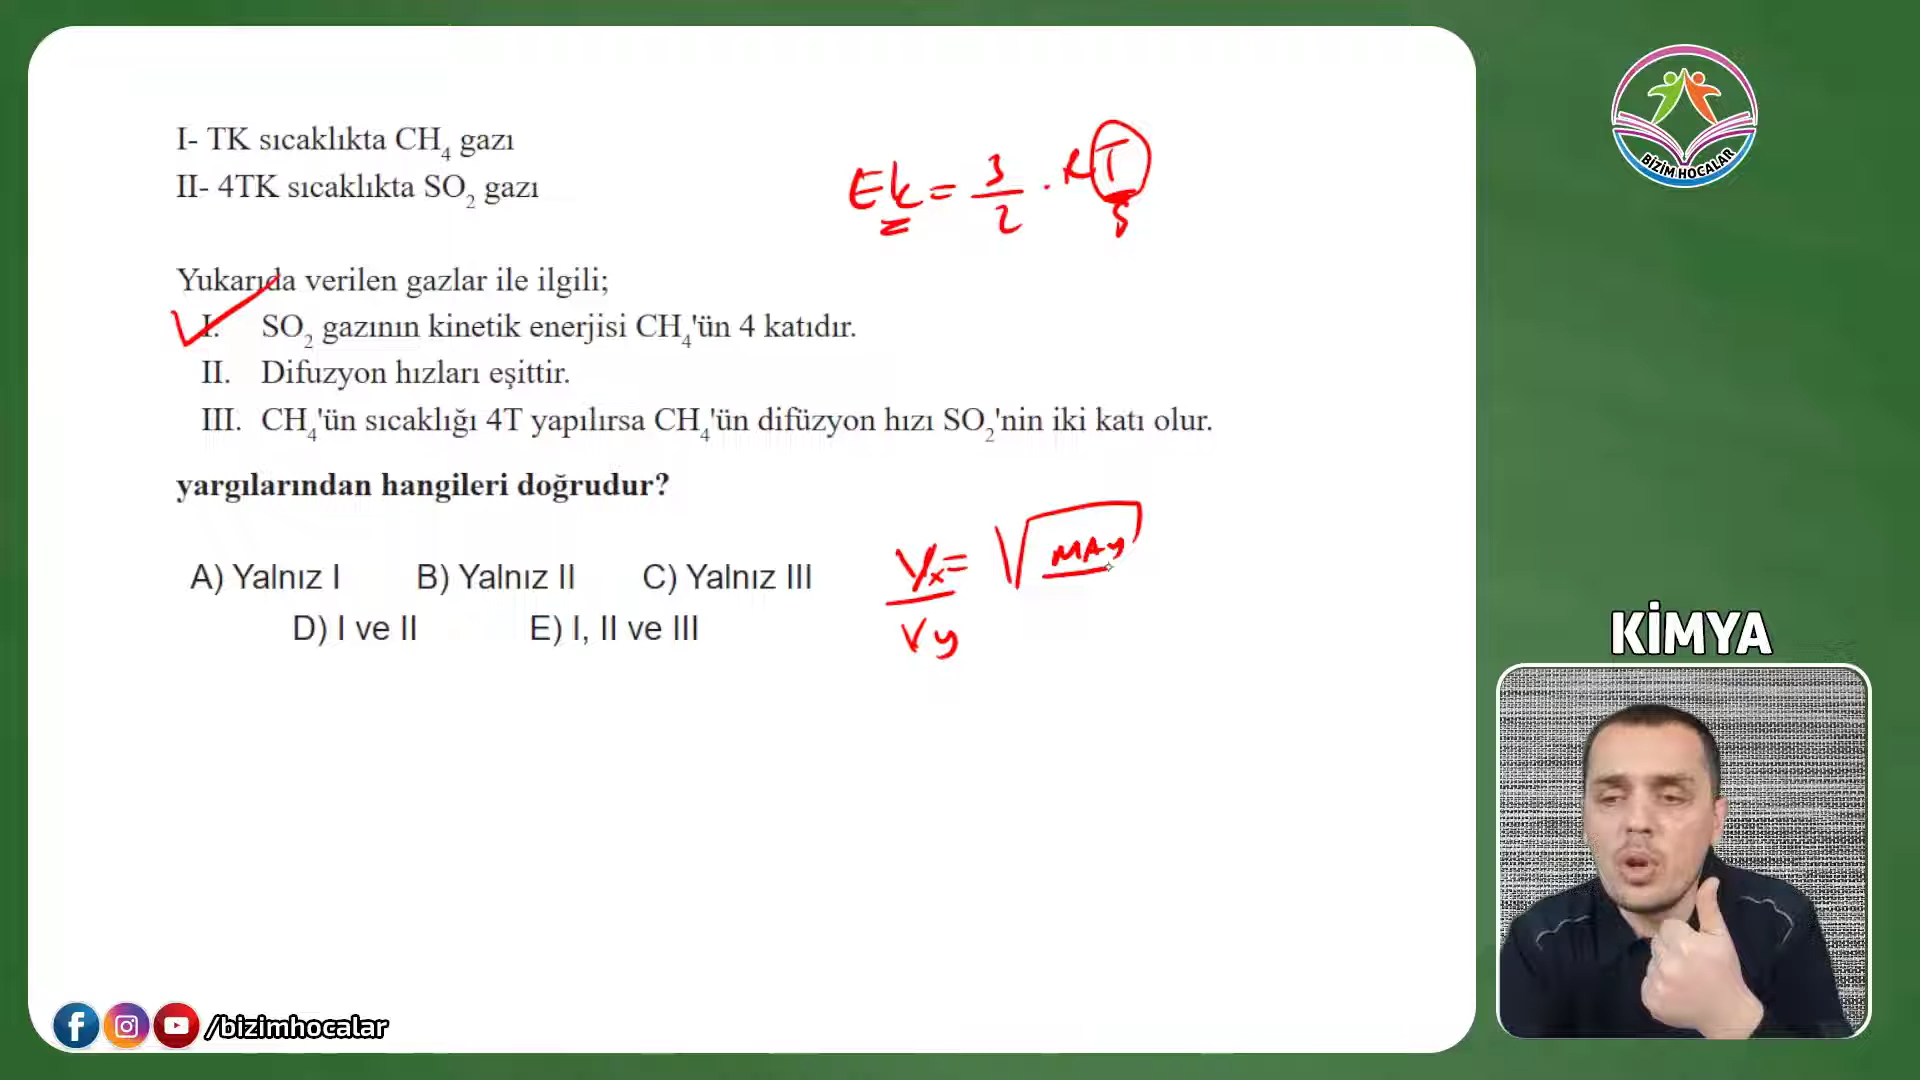 I- TK sıcaklıkta CH4 gazı
II- 4TK sıcaklıkta SO2 gazı
Ek = 3/2 . RT
Yukarıda verilen gazlar ile ilgili;
I. SO2 gazının kinetik enerjisi CH4'ün 4 katıdır.
II. Difüzyon hızları eşittir.
III. CH4'ün sıcaklığı 4T yapılırsa CH4'ün difüzyon hızı SO2'nin iki katı olur.
yargılarından hangileri doğrudur?
A) Yalnız I B) Yalnız II C) Yalnız III
D) I ve II E) I, II ve III
Vx/Vy = √MAy
BİZİM HOCALAR
KİMYA
/bizimhocalar